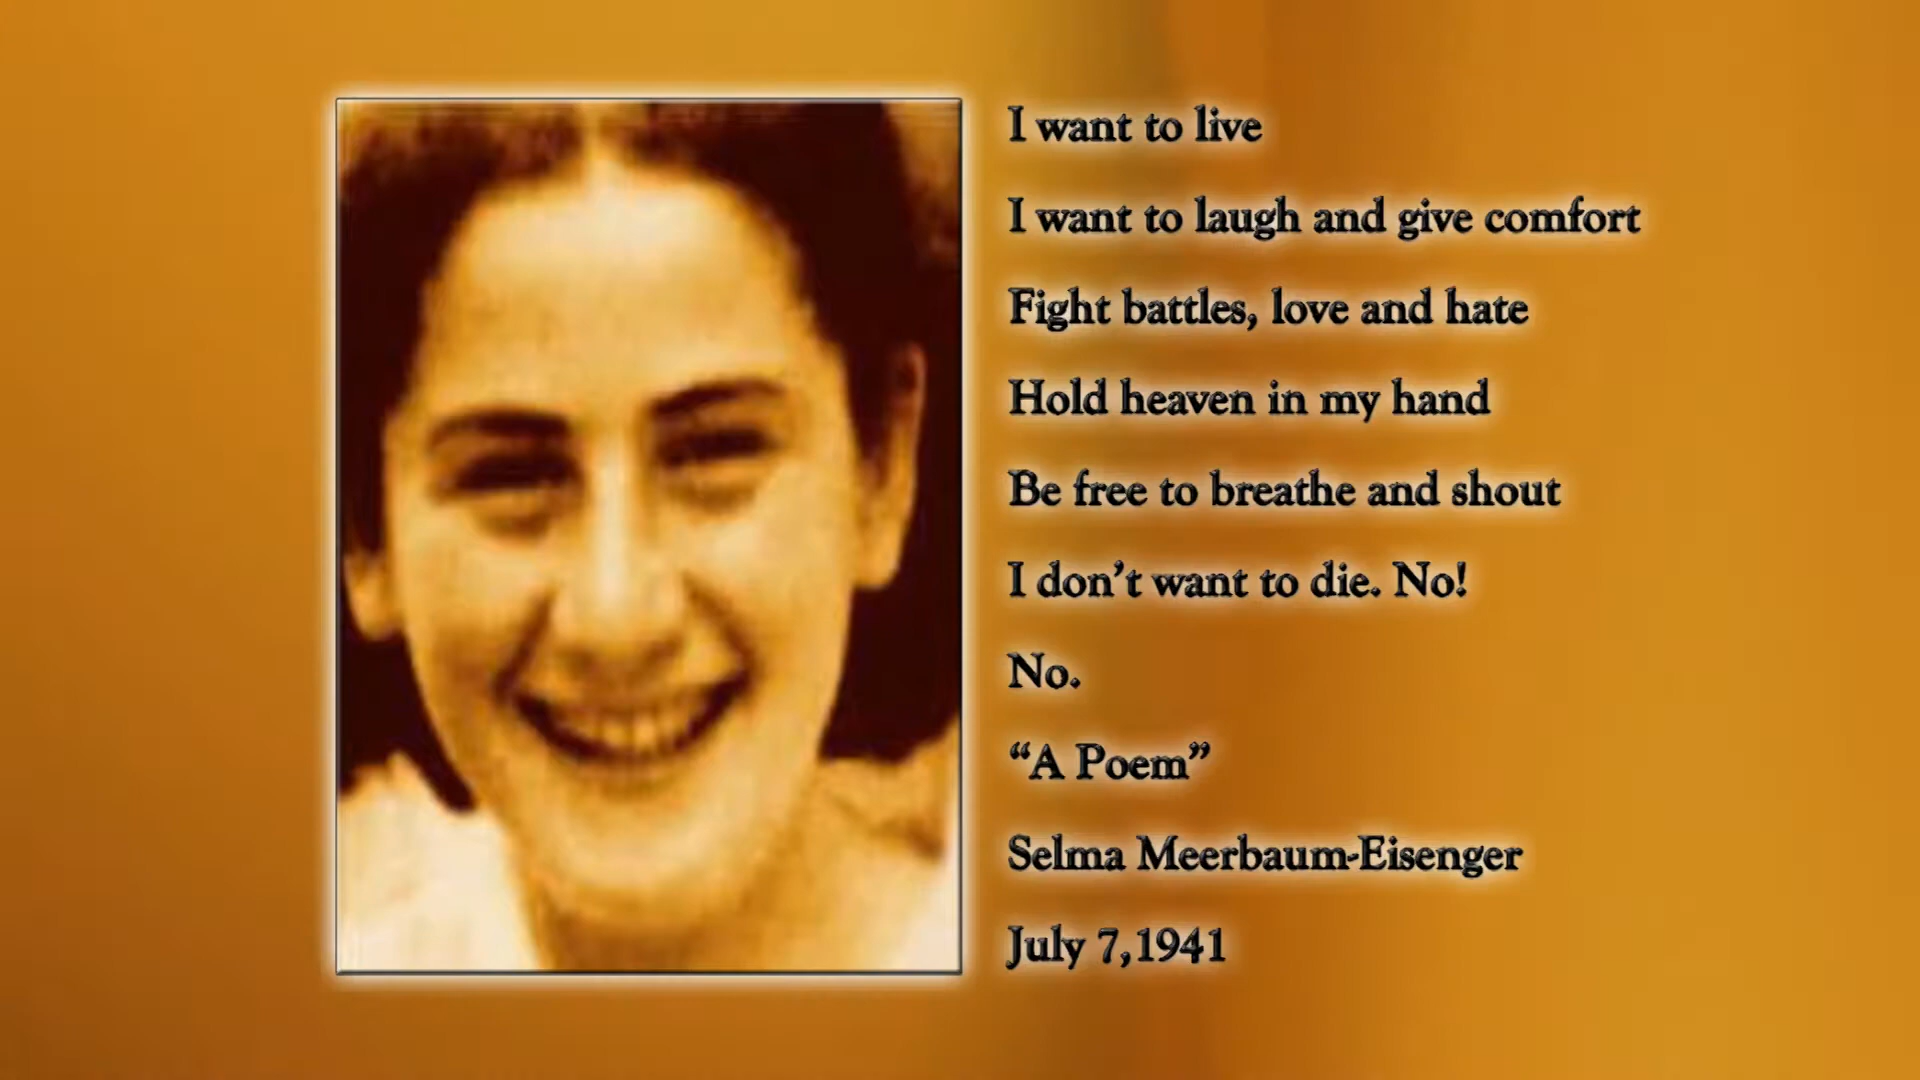 I want to live
I want to laugh and give comfort
Fight battles, love and hate
Hold heaven in my hand
Be free to breathe and shout
I don’t want to die. No!
No.
“A Poem”
Selma Meerbaum-Eisenger
July 7,1941